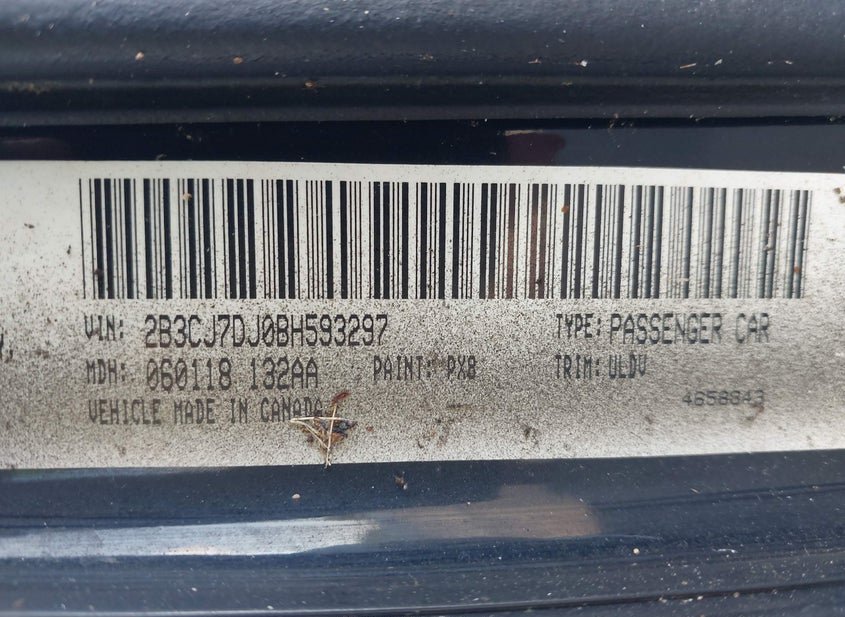 VIN: 2B3CJ7DJ0BH593297 TYPE: PASSENGER CAR
MDH: 060118 132AA PAINT: PX8 TRIM: ULDV
VEHICLE MADE IN CANADA
4658843